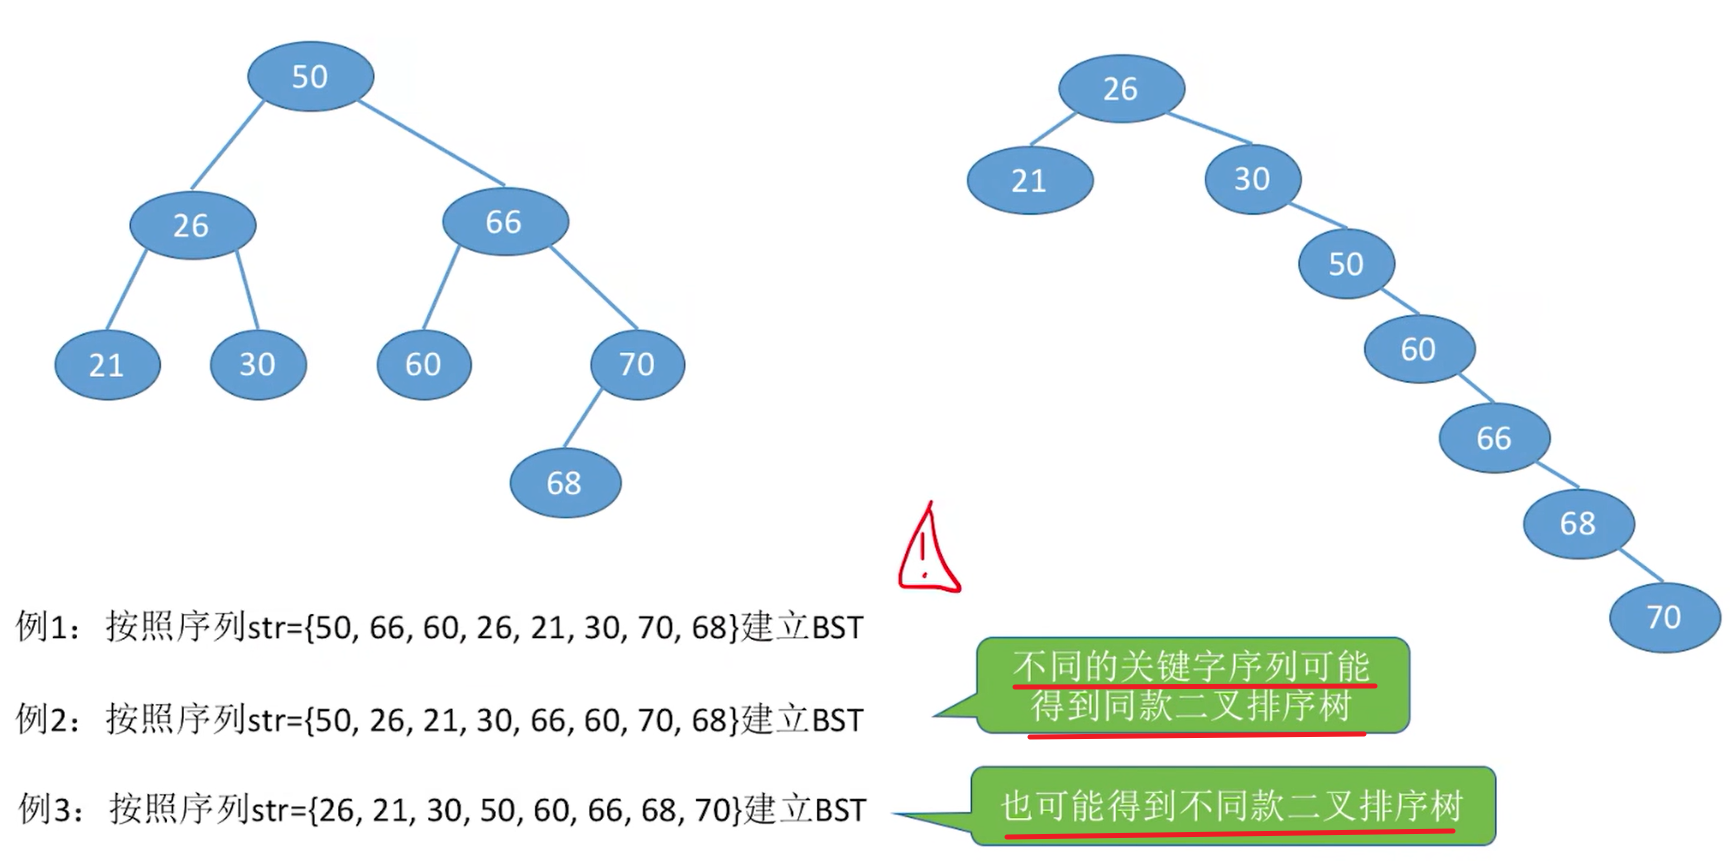 50
26
26
66
21
30
50
21
30
60
70
60
68
66
68
70
!
例1：按照序列str={50, 66, 60, 26, 21, 30, 70, 68}建立BST
不同的关键字序列可能
得到同款二叉排序树
例2：按照序列str={50, 26, 21, 30, 66, 60, 70, 68}建立BST
例3：按照序列str={26, 21, 30, 50, 60, 66, 68, 70}建立BST
也可能得到不同款二叉排序树